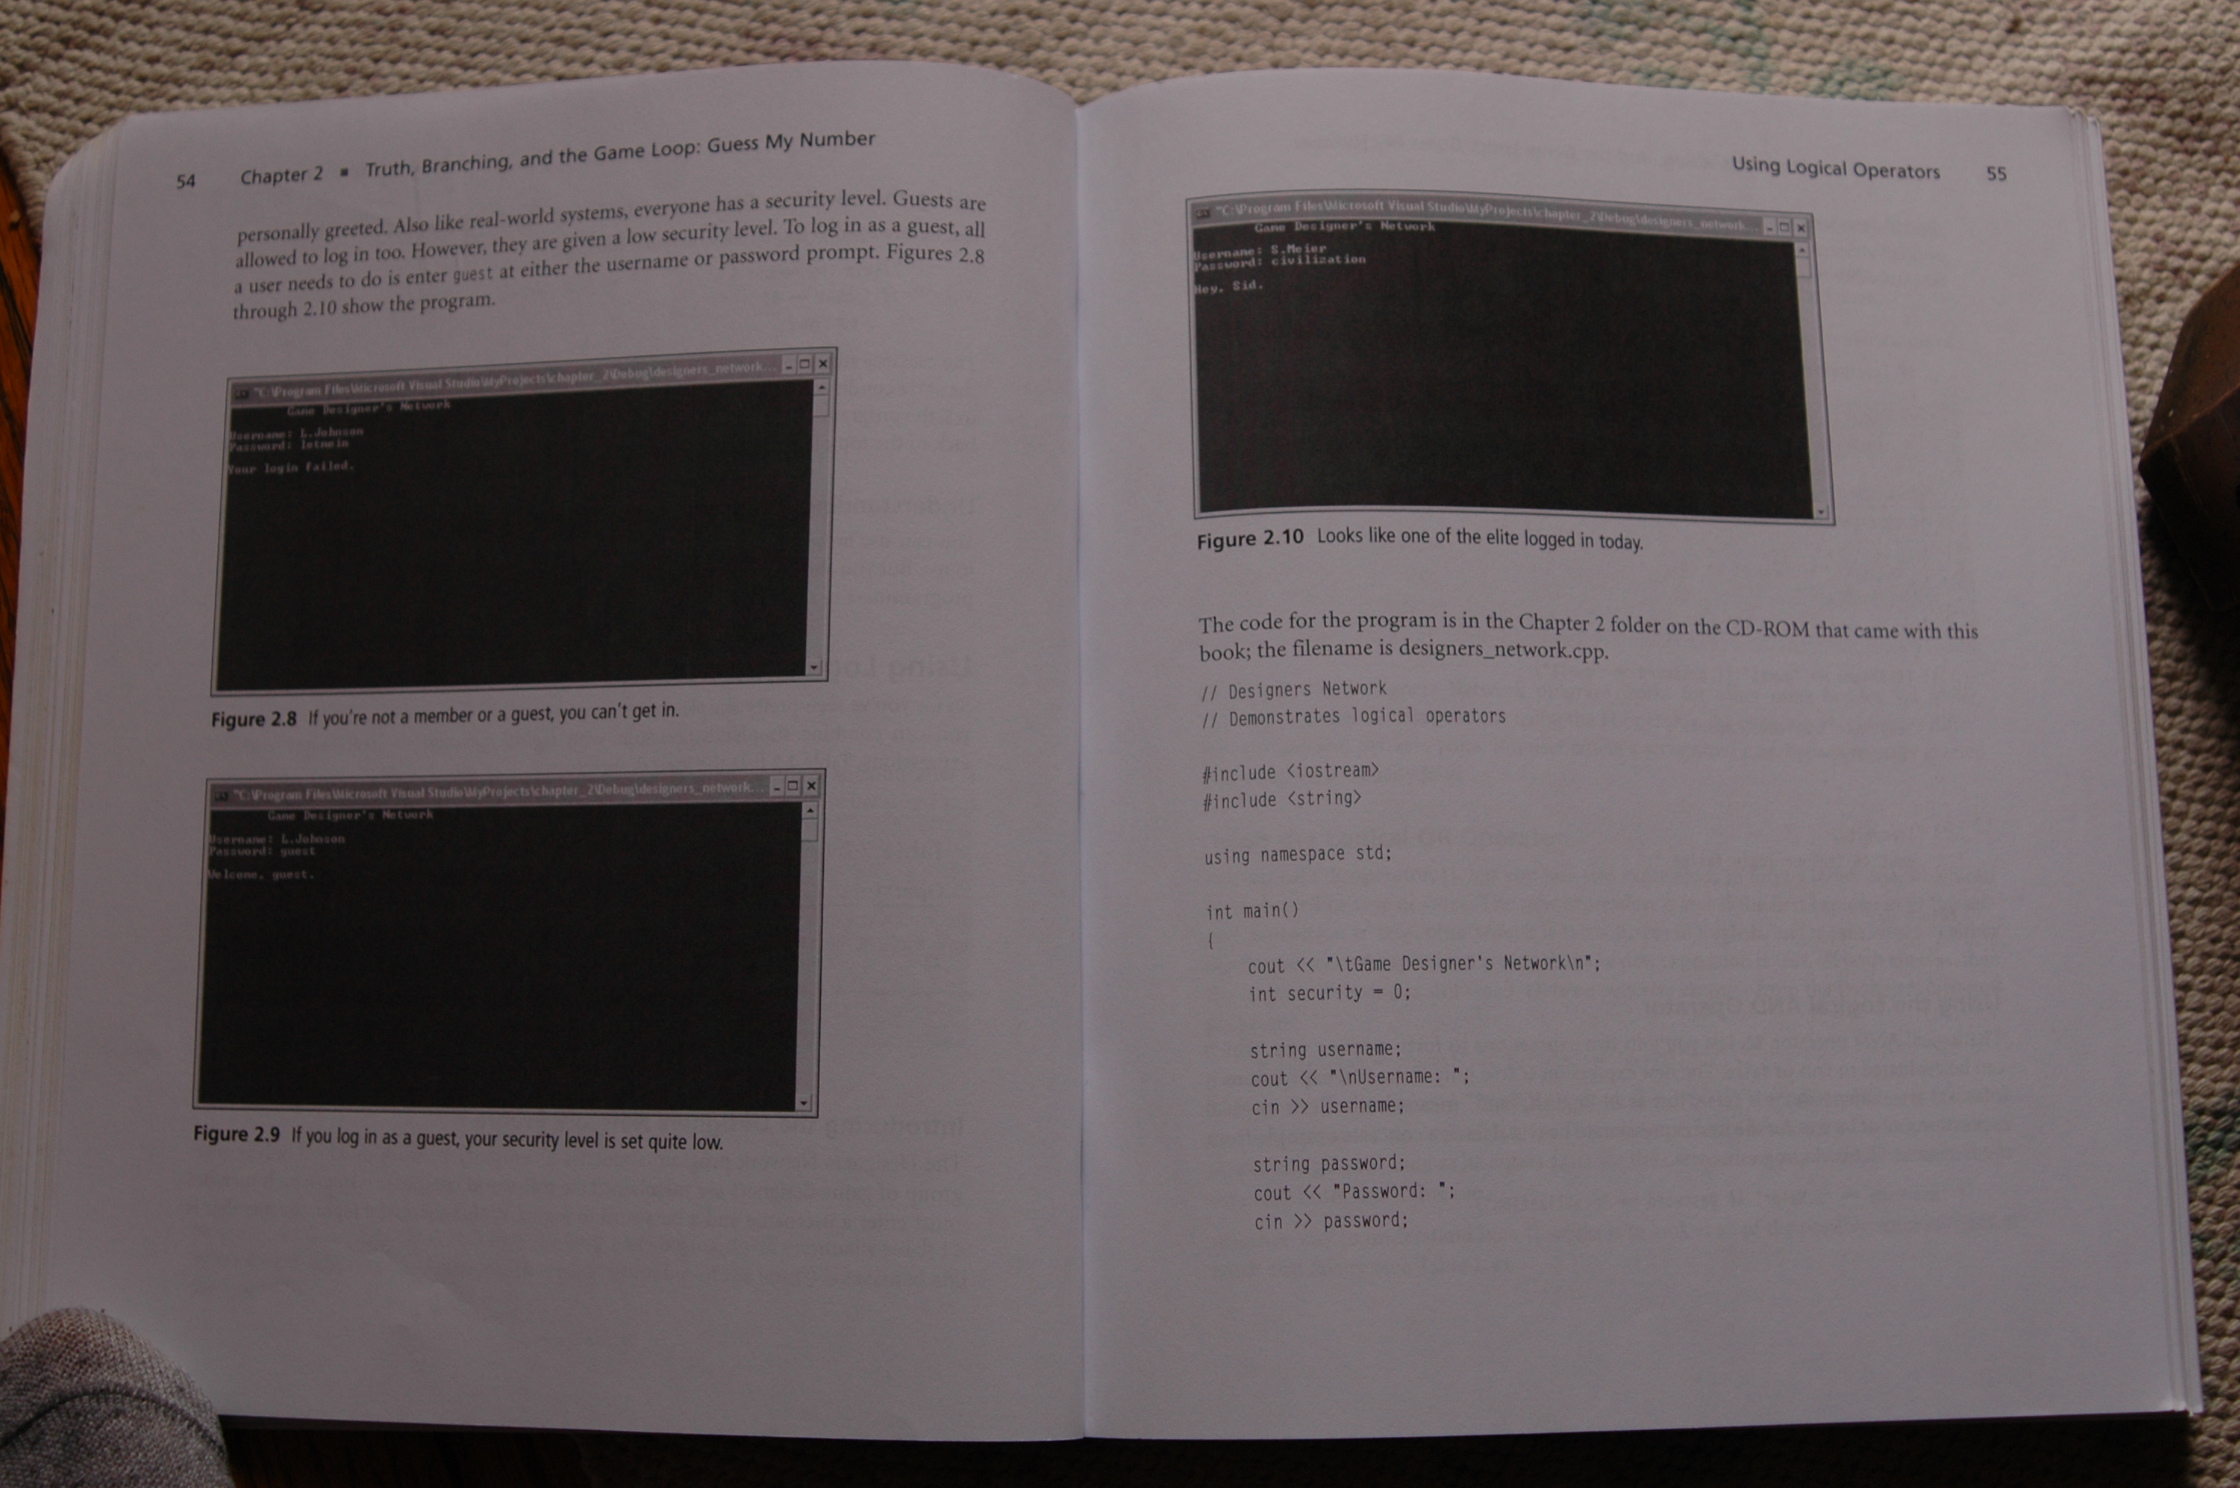 54 Chapter 2 ■ Truth, Branching, and the Game Loop: Guess My Number
personally greeted. Also like real-world systems, everyone has a security level. Guests are
allowed to log in too. However, they are given a low security level. To log in as a guest, all
a user needs to do is enter guest at either the username or password prompt. Figures 2.8
through 2.10 show the program.
"C:\Program Files\Microsoft Visual Studio\MyProjects\chapter_2\Debug\designers_network...
Game Designer's Network
Username: L.Johnson
Password: letmein
Your login failed.
Figure 2.8 If you're not a member or a guest, you can't get in.
"C:\Program Files\Microsoft Visual Studio\MyProjects\chapter_2\Debug\designers_network...
Game Designer's Network
Username: L.Johnson
Password: guest
Welcome, guest.
Figure 2.9 If you log in as a guest, your security level is set quite low.
Using Logical Operators 55
"C:\Program Files\Microsoft Visual Studio\MyProjects\chapter_2\Debug\designers_network...
Game Designer's Network
Username: S.Meier
Password: civilization
Hey, Sid.
Figure 2.10 Looks like one of the elite logged in today.
The code for the program is in the Chapter 2 folder on the CD-ROM that came with this
book; the filename is designers_network.cpp.
// Designers Network
// Demonstrates logical operators
#include <iostream>
#include <string>
using namespace std;
int main()
{
cout << "\tGame Designer's Network\n";
int security = 0;
string username;
cout << "\nUsername: ";
cin >> username;
string password;
cout << "Password: ";
cin >> password;